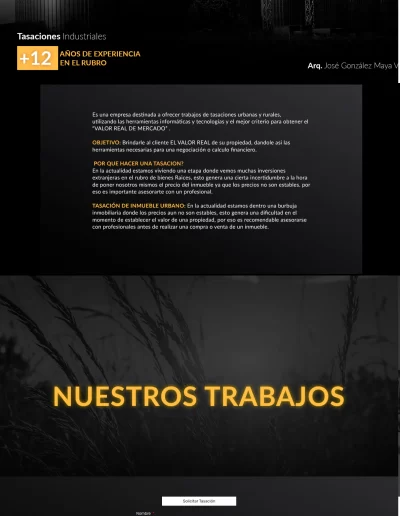 Tasaciones Industriales
+12 AÑOS DE EXPERIENCIA
EN EL RUBRO
Arq. José González Maya V
Es una empresa destinada a ofrecer trabajos de tasaciones urbanas y rurales,
utilizando las herramientas informáticas y tecnologías y el mejor criterio para obtener el
"VALOR REAL DE MERCADO" .
OBJETIVO: Brindarle al cliente EL VALOR REAL de su propiedad, dandole así las
herramientas necesarias para una negociación o calculo financiero.
POR QUE HACER UNA TASACION?
En la actualidad estamos viviendo una etapa donde vemos muchas inversiones
extranjeras en el rubro de bienes Raíces, esto genera una cierta incertidumbre a la hora
de poner nosotros mismos el precio del inmueble ya que los precios no son estables, por
eso es importante asesorarte con un profesional.
TASACIÓN DE INMUEBLE URBANO: En la actualidad estamos dentro una burbuja
inmobiliaria donde los precios aun no son estables, esto genera una dificultad en el
momento de establecer el valor de una propiedad, por eso es recomendable asesorarse
con profesionales antes de realizar una compra o venta de un inmueble.
NUESTROS TRABAJOS
Solicitar Tasación
Nombre *